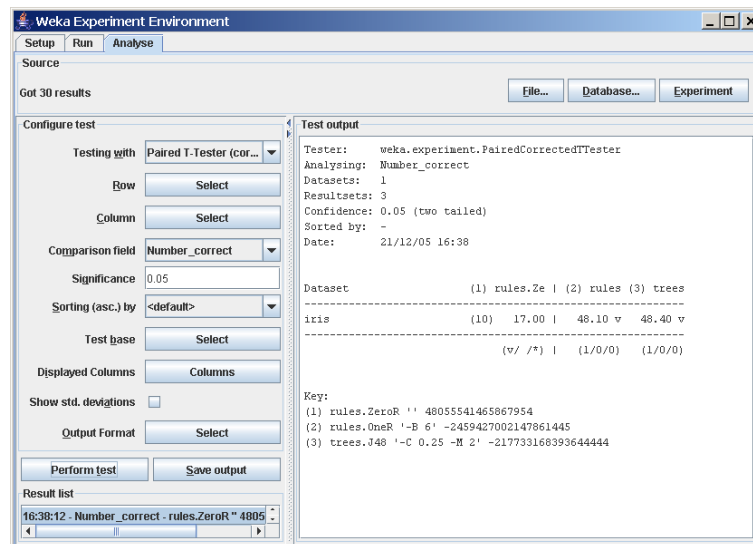 Weka Experiment Environment
Setup Run Analyse
Source
Got 30 results
File... Database... Experiment
Configure test
Testing with Paired T-Tester (cor...
Row Select
Column Select
Comparison field Number_correct
Significance 0.05
Sorting (asc.) by <default>
Test base Select
Displayed Columns Columns
Show std. deviations
Output Format Select
Perform test Save output
Result list
16:38:12 - Number_correct - rules.ZeroR '' 4805
Test output
Tester: weka.experiment.PairedCorrectedTTester
Analysing: Number_correct
Datasets: 1
Resultsets: 3
Confidence: 0.05 (two tailed)
Sorted by: -
Date: 21/12/05 16:38
Dataset (1) rules.Ze | (2) rules (3) trees
--------------------------------------------------------------
iris (10) 17.00 | 48.10 v 48.40 v
--------------------------------------------------------------
(v/ /*) | (1/0/0) (1/0/0)
Key:
(1) rules.ZeroR '' 48055541465867954
(2) rules.OneR '-B 6' -2459427002147861445
(3) trees.J48 '-C 0.25 -M 2' -217733168393644444